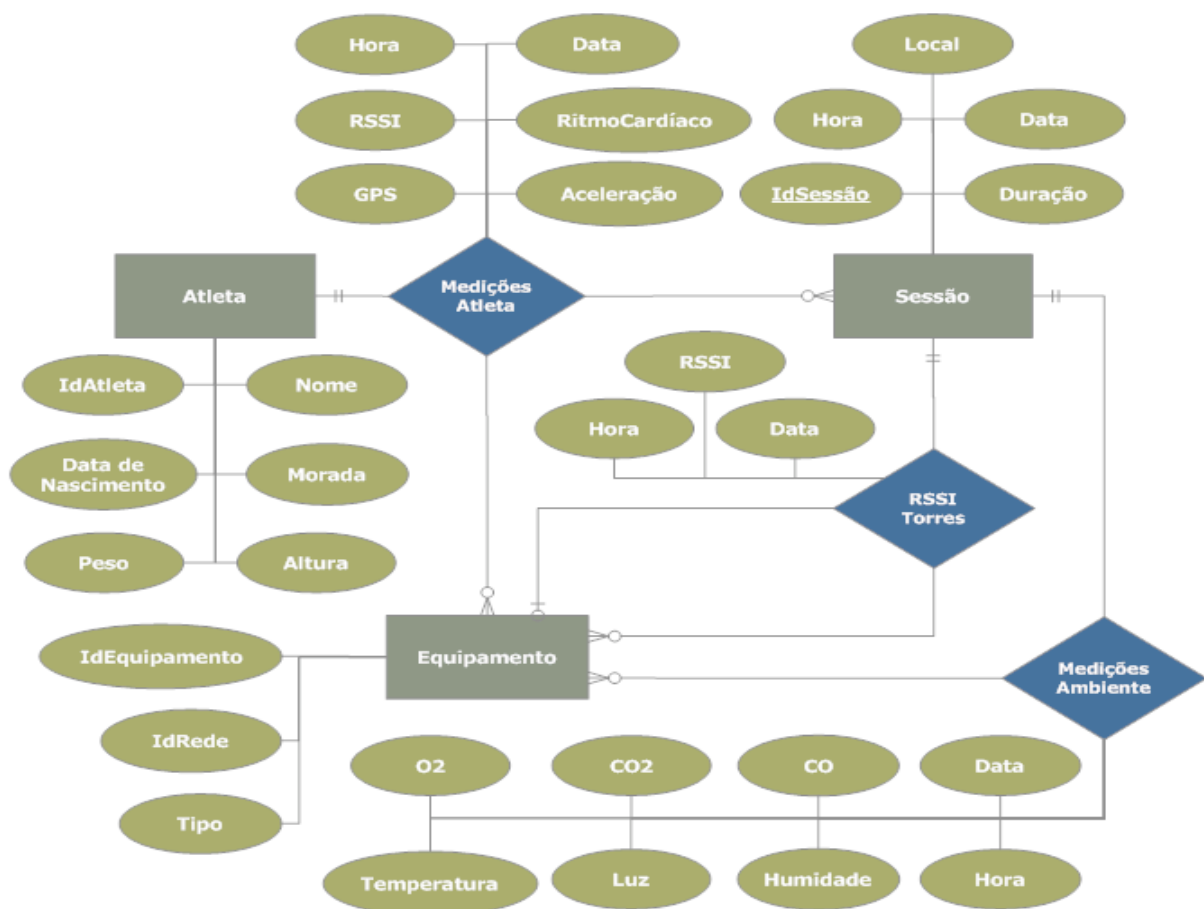 Hora
Data
Local
RSSI
RitmoCardíaco
Hora
Data
GPS
Aceleração
IdSessão
Duração
Atleta
Medições
Atleta
Sessão
RSSI
IdAtleta
Nome
Hora
Data
Data de
Nascimento
Morada
RSSI
Torres
Peso
Altura
IdEquipamento
Equipamento
Medições
Ambiente
IdRede
O2
CO2
CO
Data
Tipo
Temperatura
Luz
Humidade
Hora